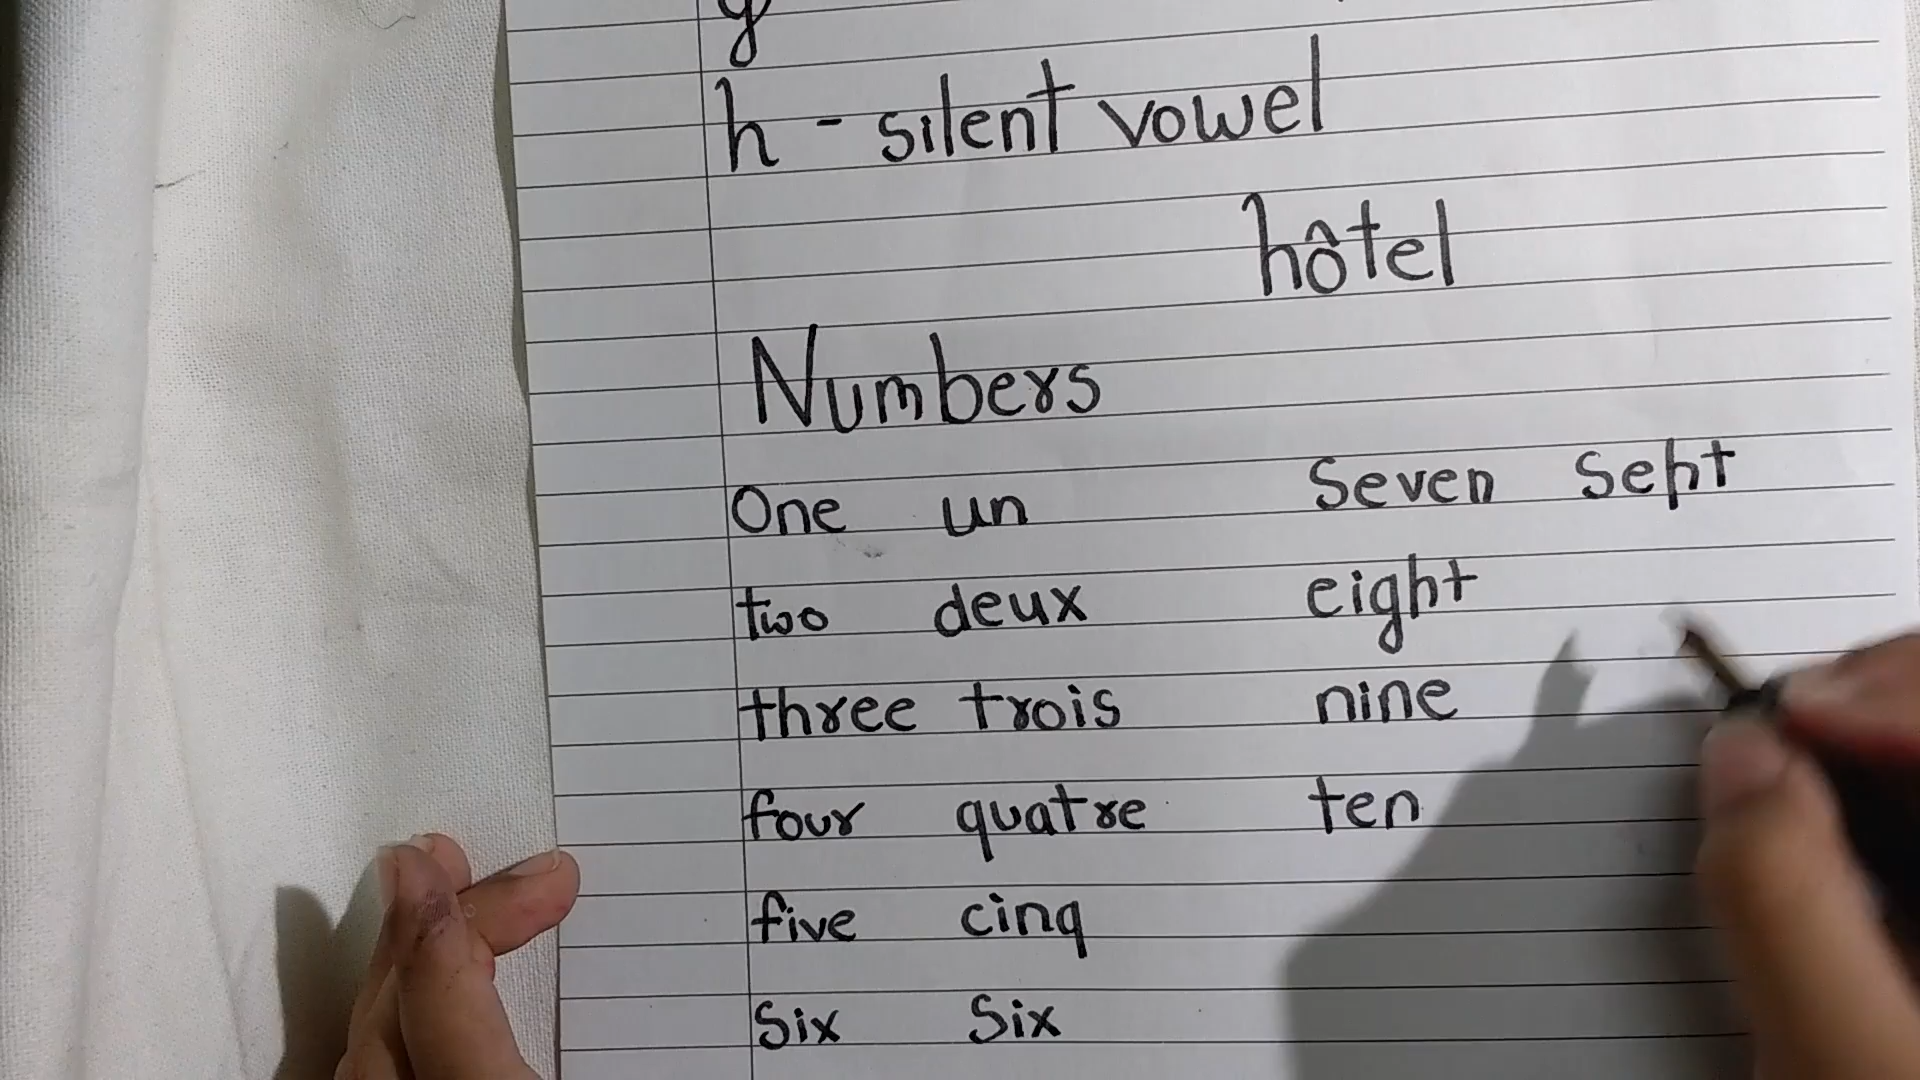 y
h - silent vowel
hôtel
Numbers
One un
two deux
three trois
four quatre
five cinq
Six Six
Seven Sept
eight
nine
ten